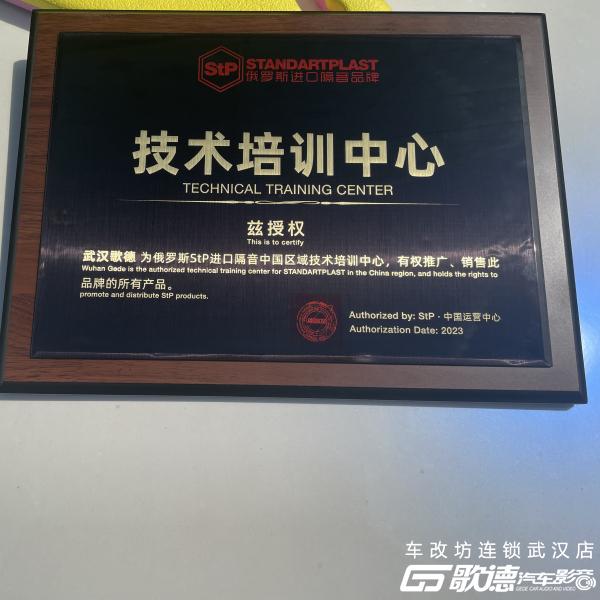 StP STANDARTPLAST
俄罗斯进口隔音品牌
技术培训中心
TECHNICAL TRAINING CENTER
兹授权
This is to certify
武汉歌德 为俄罗斯StP进口隔音中国区域技术培训中心，有权推广、销售此
Wuhan Gede is the authorized technical training center for STANDARTPLAST in the China region, and holds the rights to
品牌的所有产品。
promote and distribute StP products.
Authorized by: StP · 中国运营中心
Authorization Date: 2023
车改坊连锁武汉店
歌德汽车影音
GEDE CAR AUDIO AND VIDEO